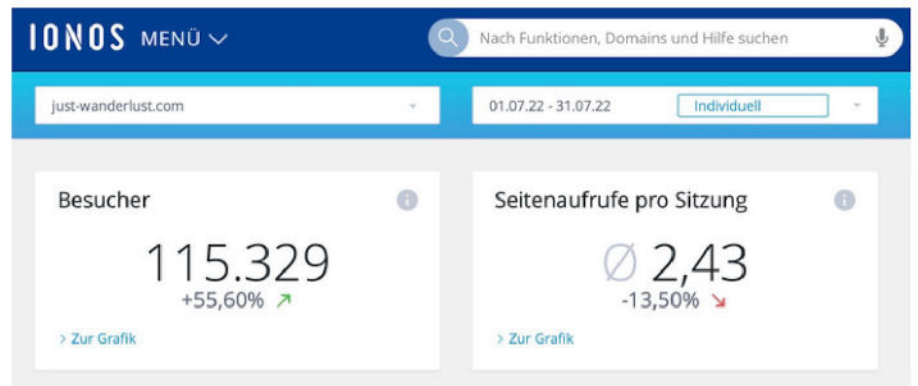 IONOS MENÜ
Nach Funktionen, Domains und Hilfe suchen
just-wanderlust.com
01.07.22 - 31.07.22 Individuell
Besucher
115.329
+55,60%
> Zur Grafik
Seitenaufrufe pro Sitzung
Ø 2,43
-13,50%
> Zur Grafik